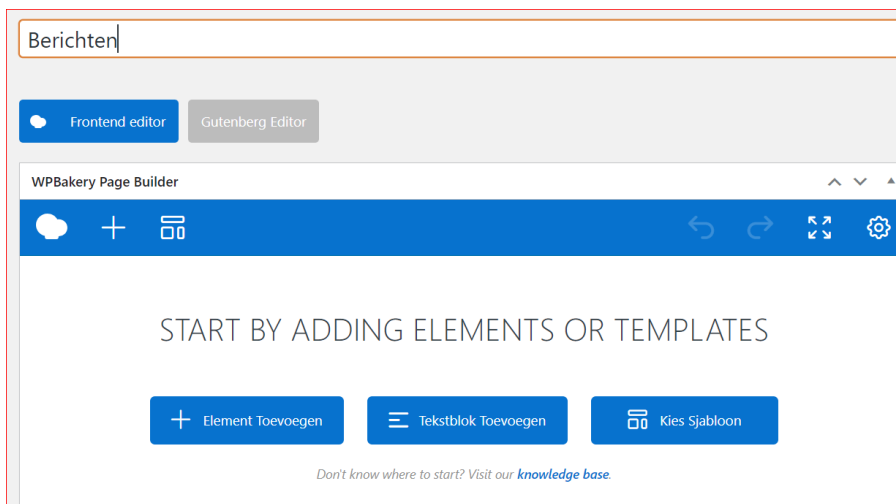 Berichten
Frontend editor Gutenberg Editor
WPBakery Page Builder
START BY ADDING ELEMENTS OR TEMPLATES
Element Toevoegen Tekstblok Toevoegen Kies Sjabloon
Don't know where to start? Visit our knowledge base.